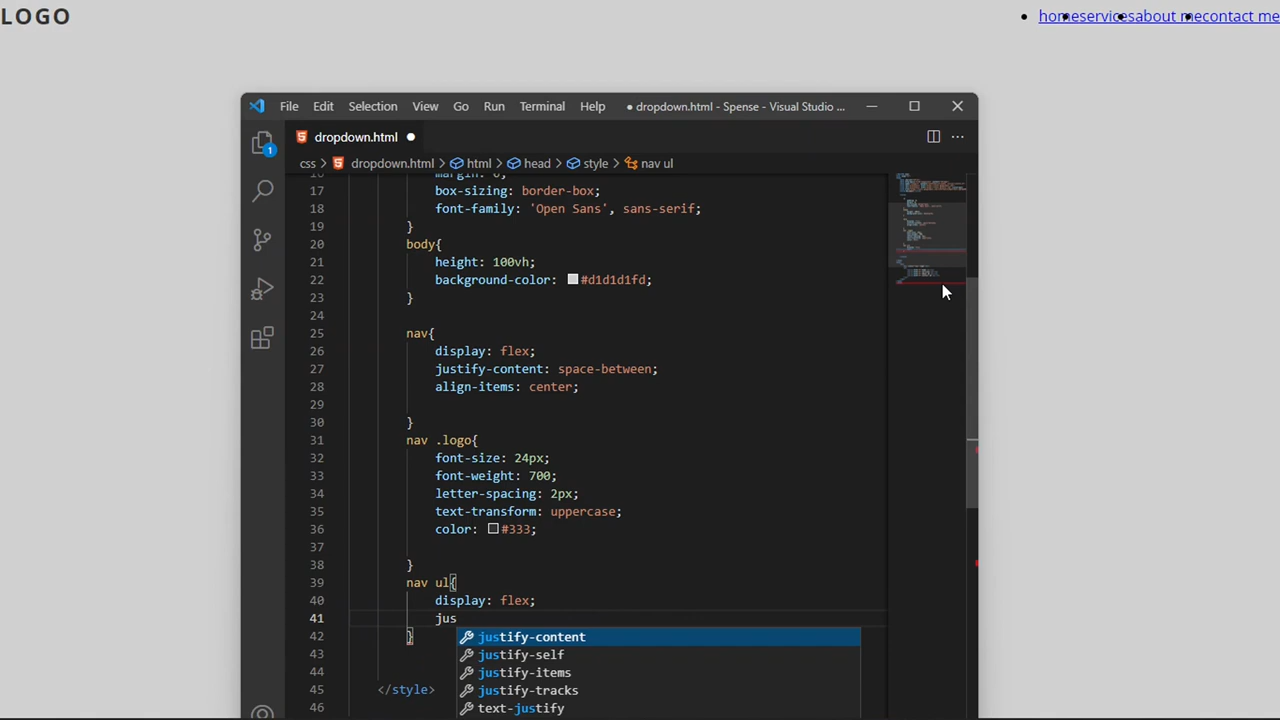 LOGO
homeservicesabout mecontact me
File Edit Selection View Go Run Terminal Help ● dropdown.html - Spense - Visual Studio ...
dropdown.html ●
css > dropdown.html > html > head > style > nav ul
1
16 margin: 0;
17 box-sizing: border-box;
18 font-family: 'Open Sans', sans-serif;
19 }
20 body{
21 height: 100vh;
22 background-color: #d1d1d1fd;
23 }
24
25 nav{
26 display: flex;
27 justify-content: space-between;
28 align-items: center;
29
30 }
31 nav .logo{
32 font-size: 24px;
33 font-weight: 700;
34 letter-spacing: 2px;
35 text-transform: uppercase;
36 color: #333;
37
38 }
39 nav ul{
40 display: flex;
41 jus
justify-content
42 }
justify-self
43
justify-items
44
justify-tracks
45 </style>
text-justify
46